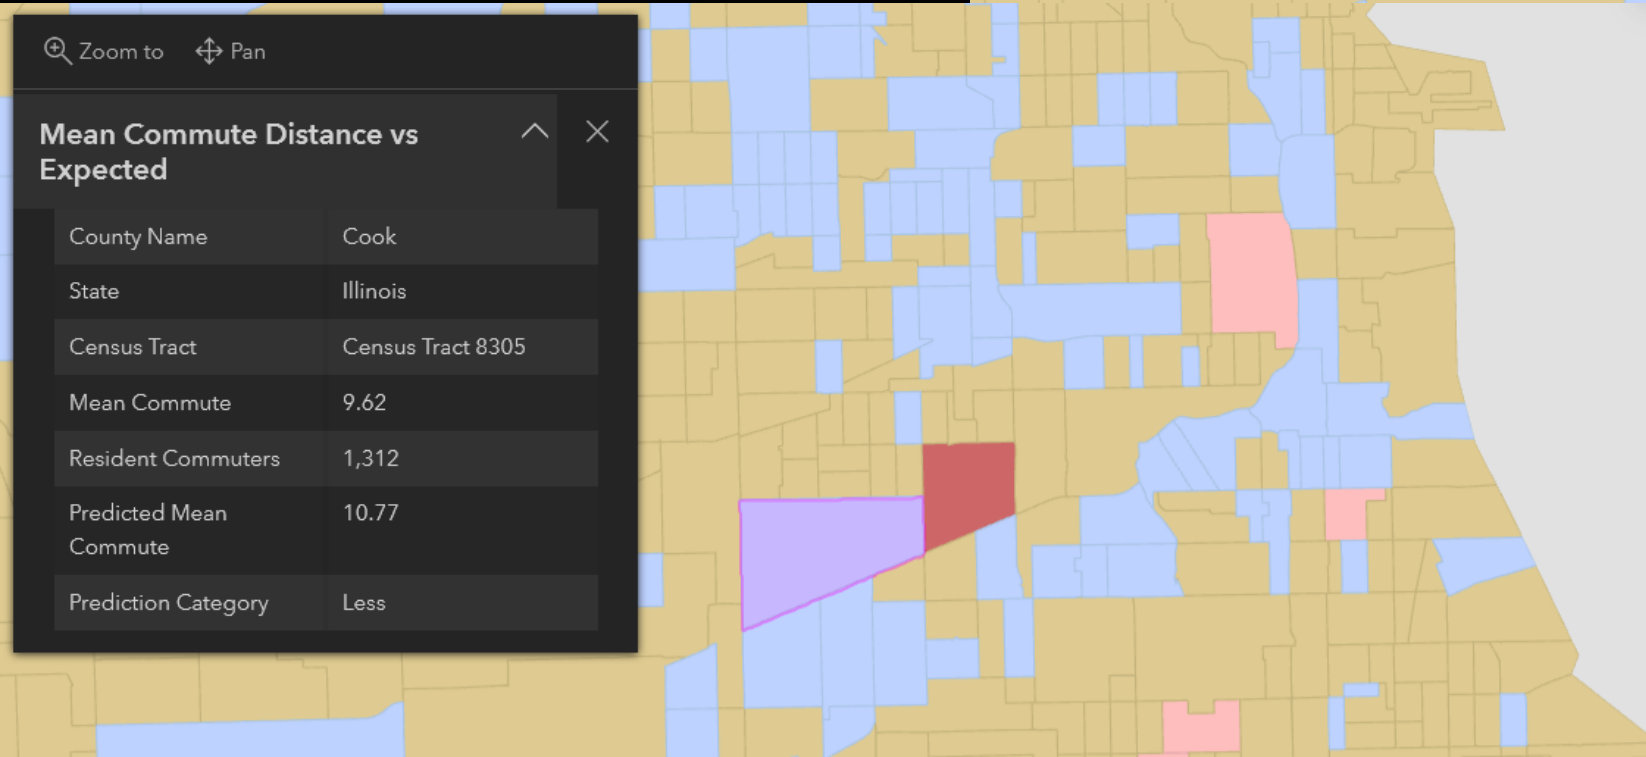 Zoom to Pan
Mean Commute Distance vs
Expected
County Name Cook
State Illinois
Census Tract Census Tract 8305
Mean Commute 9.62
Resident Commuters 1,312
Predicted Mean 10.77
Commute
Prediction Category Less